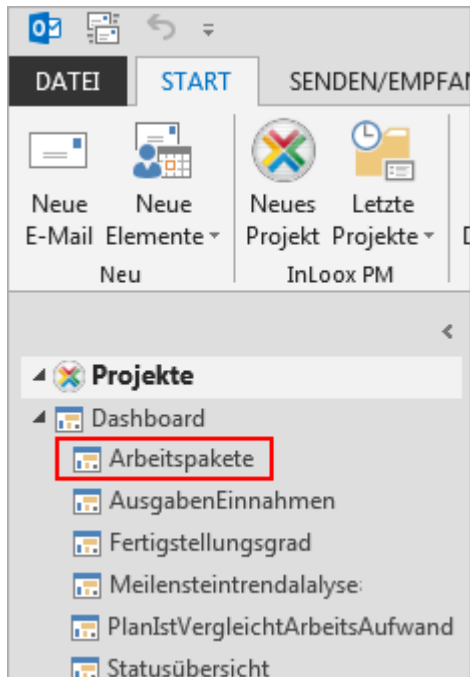 DATEI START SENDEN/EMPFAN
Neue Neue Neues Letzte
E-Mail Elemente Projekt Projekte
Neu InLoox PM
Projekte
Dashboard
Arbeitspakete
AusgabenEinnahmen
Fertigstellungsgrad
Meilensteintrendalalyse:
PlanIstVergleichArbeitsAufwand
Statusübersicht